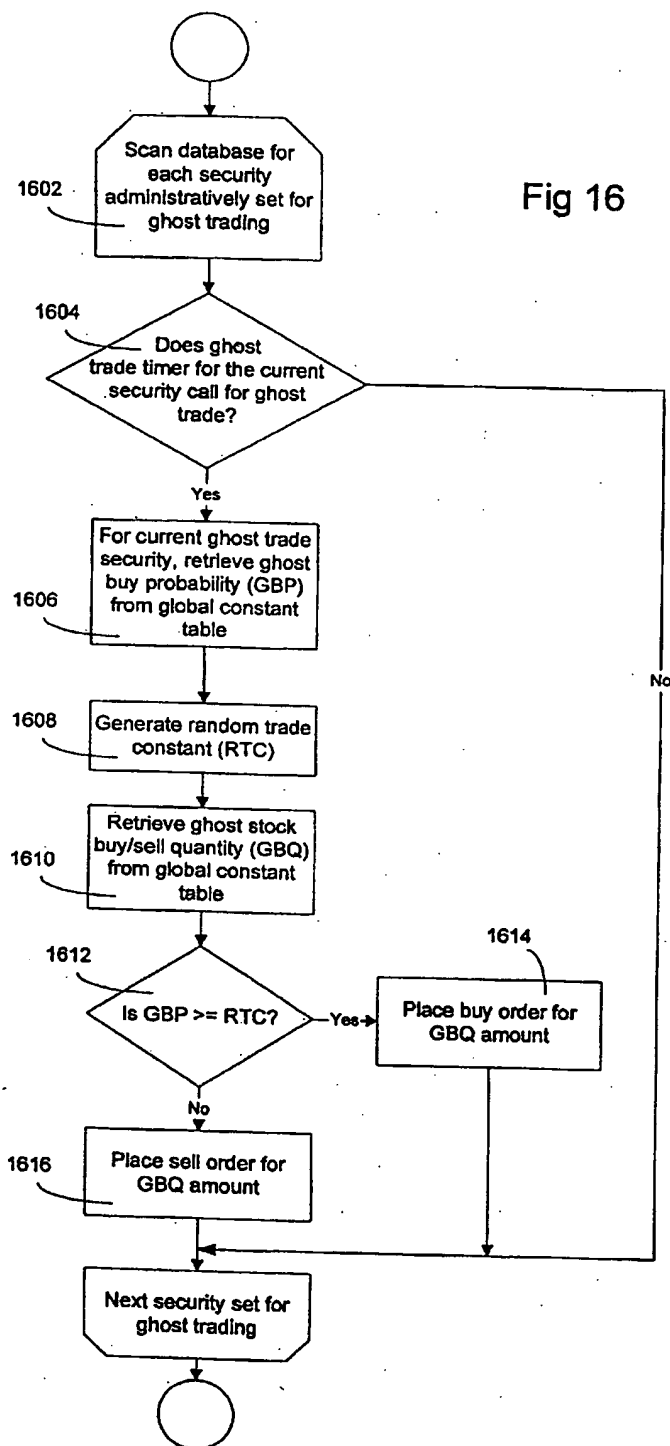 Fig 16
1602
Scan database for
each security
administratively set for
ghost trading
1604
Does ghost
trade timer for the current
security call for ghost
trade?
Yes
No
1606
For current ghost trade
security, retrieve ghost
buy probability (GBP)
from global constant
table
1608
Generate random trade
constant (RTC)
1610
Retrieve ghost stock
buy/sell quantity (GBQ)
from global constant
table
1612
Is GBP >= RTC?
Yes
1614
Place buy order for
GBQ amount
No
1616
Place sell order for
GBQ amount
Next security set for
ghost trading